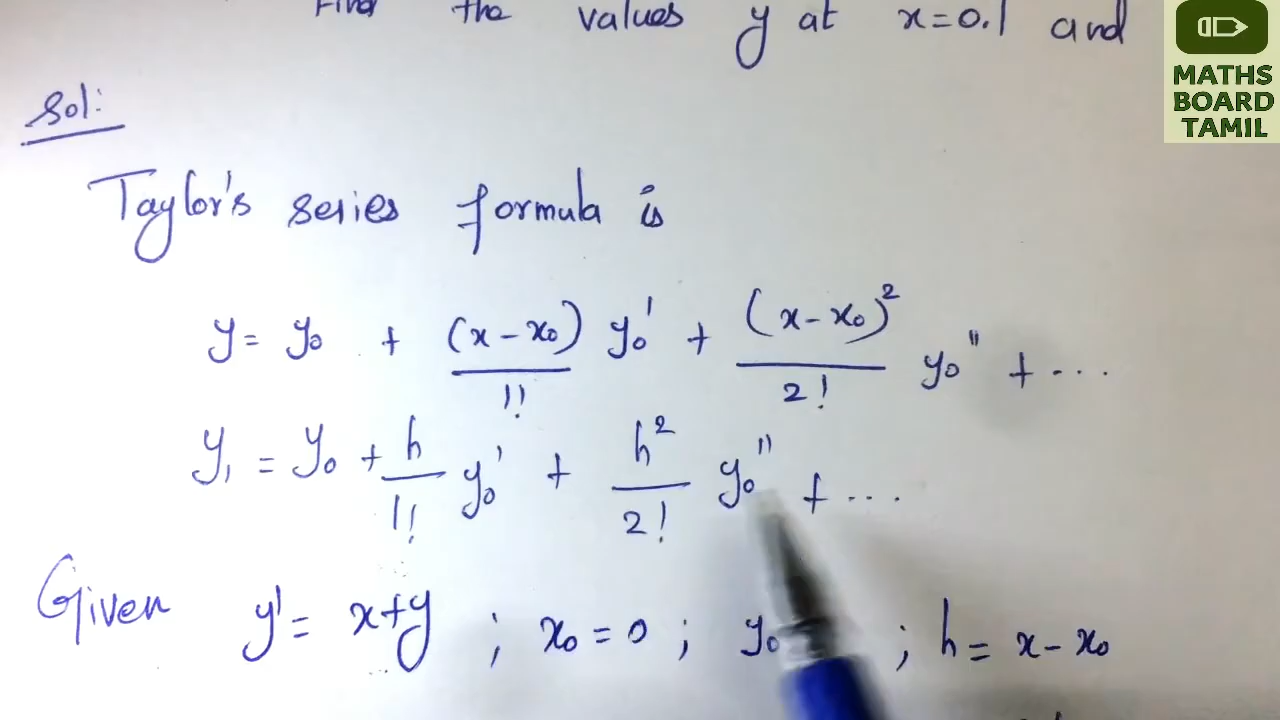 Find the values y at x=0.1 and
MATHS
BOARD
TAMIL
Sol:
Taylor's series formula is
y = y₀ + (x - x₀)/1! y₀' + (x - x₀)²/2! y₀'' + ...
y₁ = y₀ + h/1! y₀' + h²/2! y₀'' + ...
Given y' = x+y ; x₀ = 0 ; y₀ ; h = x - x₀